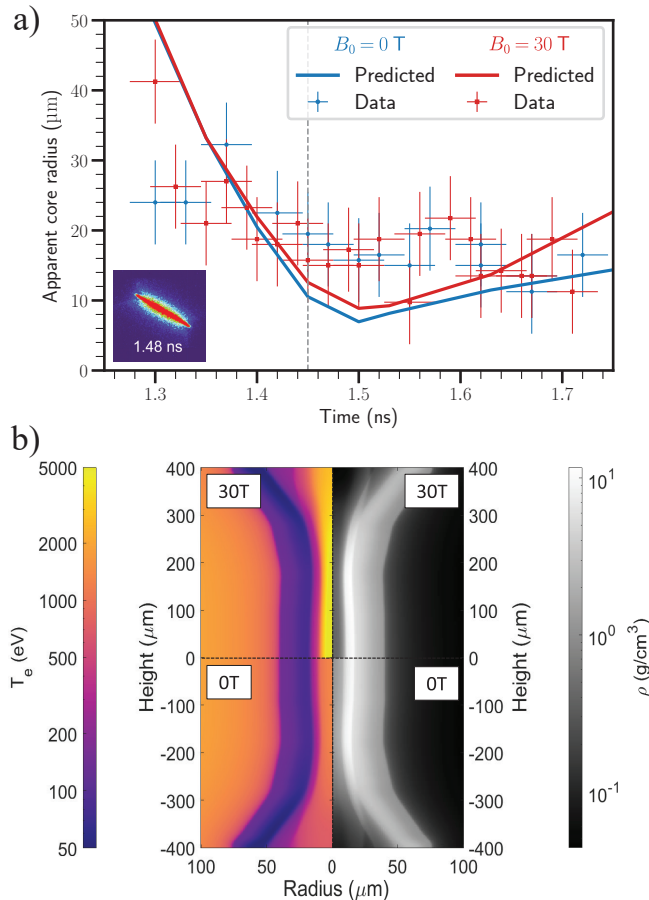 a)
50
40
30
20
10
0
Apparent core radius (μm)
B₀ = 0 T
B₀ = 30 T
Predicted
Predicted
Data
Data
1.48 ns
1.3
1.4
1.5
1.6
1.7
Time (ns)
b)
5000
2000
1000
500
200
100
50
Tₑ (eV)
400
300
200
100
0
-100
-200
-300
-400
Height (μm)
30T
30T
0T
0T
400
300
200
100
0
-100
-200
-300
-400
Height (μm)
100
50
0
50
100
Radius (μm)
10¹
10⁰
10⁻¹
ρ (g/cm³)